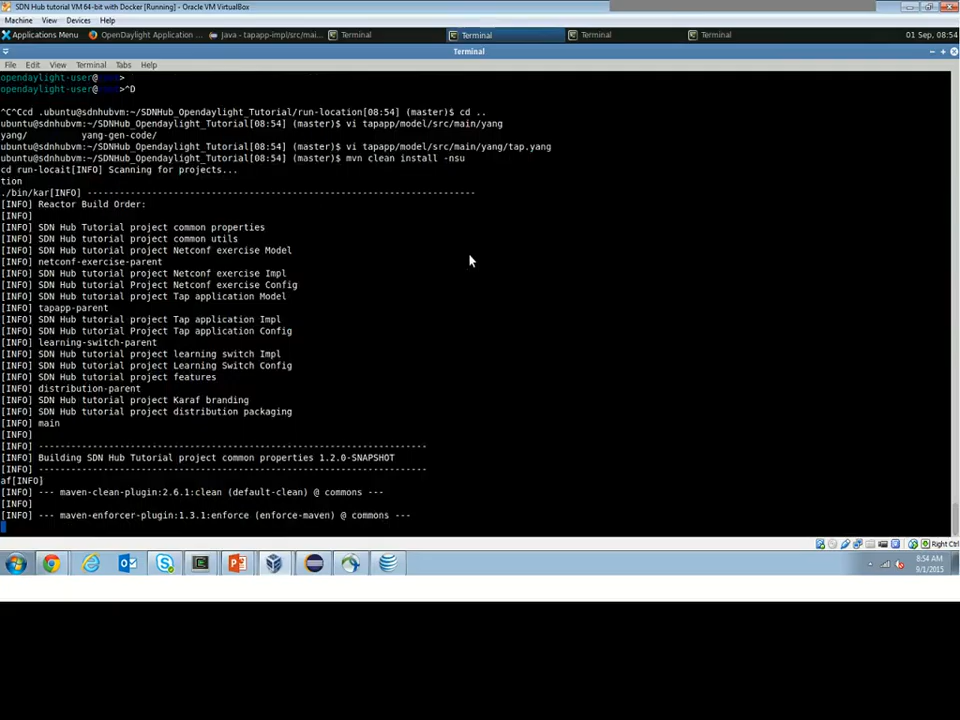 SDN Hub tutorial VM 64-bit with Docker [Running] - Oracle VM VirtualBox
Machine View Devices Help
Applications Menu OpenDaylight Application ... Java - tapapp-impl/src/mai... Terminal Terminal Terminal Terminal 01 Sep, 08:54
Terminal
File Edit View Terminal Tabs Help
opendaylight-user@ >
opendaylight-user@ >^D
^C^Ccd .ubuntu@sdnhubvm:~/SDNHub_Opendaylight_Tutorial/run-location[08:54] (master)$ cd ..
ubuntu@sdnhubvm:~/SDNHub_Opendaylight_Tutorial[08:54] (master)$ vi tapapp/model/src/main/yang
yang/ yang-gen-code/
ubuntu@sdnhubvm:~/SDNHub_Opendaylight_Tutorial[08:54] (master)$ vi tapapp/model/src/main/yang/tap.yang
ubuntu@sdnhubvm:~/SDNHub_Opendaylight_Tutorial[08:54] (master)$ mvn clean install -nsu
cd run-locait[INFO] Scanning for projects...
tion
./bin/kar[INFO] ------------------------------------------------------------------------
[INFO] Reactor Build Order:
[INFO]
[INFO] SDN Hub Tutorial project common properties
[INFO] SDN Hub tutorial project common utils
[INFO] SDN Hub tutorial project Netconf exercise Model
[INFO] netconf-exercise-parent
[INFO] SDN Hub tutorial project Netconf exercise Impl
[INFO] SDN Hub tutorial Project Netconf exercise Config
[INFO] SDN Hub tutorial project Tap application Model
[INFO] tapapp-parent
[INFO] SDN Hub tutorial project Tap application Impl
[INFO] SDN Hub tutorial Project Tap application Config
[INFO] learning-switch-parent
[INFO] SDN Hub tutorial project learning switch Impl
[INFO] SDN Hub tutorial project Learning Switch Config
[INFO] SDN Hub tutorial project features
[INFO] distribution-parent
[INFO] SDN Hub tutorial project Karaf branding
[INFO] SDN Hub tutorial project distribution packaging
[INFO] main
[INFO]
[INFO] ------------------------------------------------------------------------
[INFO] Building SDN Hub Tutorial project common properties 1.2.0-SNAPSHOT
[INFO] ------------------------------------------------------------------------
af[INFO]
[INFO] --- maven-clean-plugin:2.6.1:clean (default-clean) @ commons ---
[INFO]
[INFO] --- maven-enforcer-plugin:1.3.1:enforce (enforce-maven) @ commons ---
Right Ctrl
8:54 AM
9/1/2015